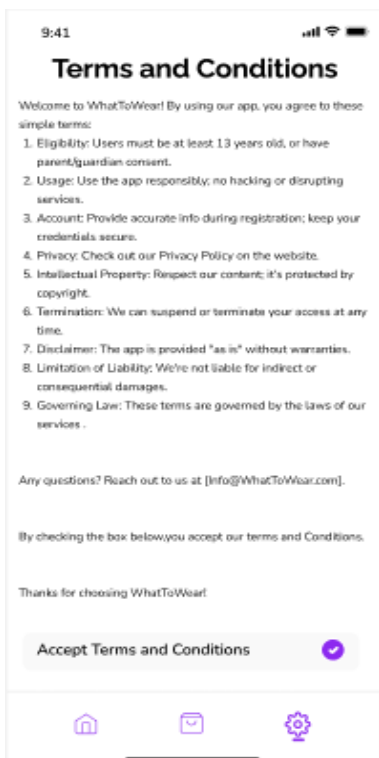 9:41
Terms and Conditions
Welcome to WhatToWear! By using our app, you agree to these
simple terms:
1. Eligibility: Users must be at least 13 years old, or have
parent/guardian consent.
2. Usage: Use the app responsibly; no hacking or disrupting
services.
3. Account: Provide accurate info during registration; keep your
credentials secure.
4. Privacy: Check out our Privacy Policy on the website.
5. Intellectual Property: Respect our content; it's protected by
copyright.
6. Termination: We can suspend or terminate your access at any
time.
7. Disclaimer: The app is provided "as is" without warranties.
8. Limitation of Liability: We're not liable for indirect or
consequential damages.
9. Governing Law: These terms are governed by the laws of our
services .
Any questions? Reach out to us at [Info@WhatToWear.com].
By checking the box below,you accept our terms and Conditions.
Thanks for choosing WhatToWear!
Accept Terms and Conditions